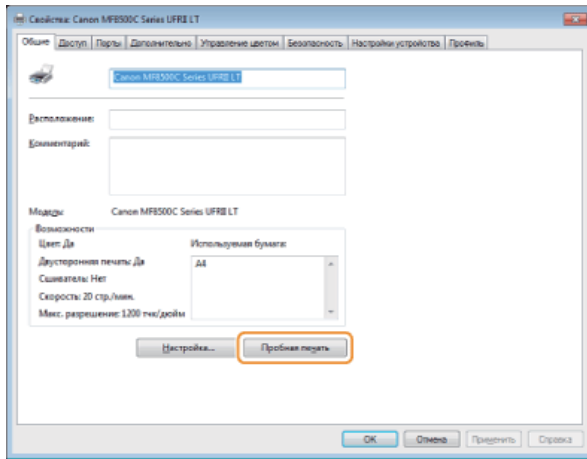 Свойства: Canon MF8500C Series UFRII LT
Общие Доступ Порты Дополнительно Управление цветом Безопасность Настройки устройства Профиль
Canon MF8500C Series UFRII LT
Расположение:
Комментарий:
Модель: Canon MF8500C Series UFRII LT
Возможности
Цвет: Да Используемая бумага:
Двусторонняя печать: Да A4
Сшиватель: Нет
Скорость: 20 стр./мин.
Макс. разрешение: 1200 тчк/дюйм
Настройка... Пробная печать
OK Отмена Применить Справка